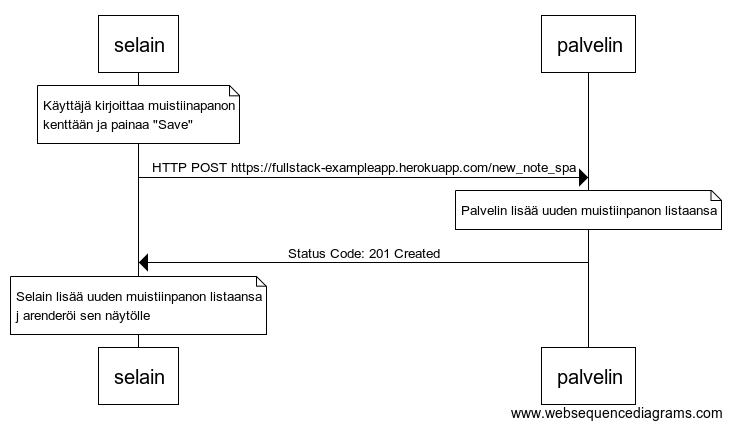 selain
palvelin
Käyttäjä kirjoittaa muistiinapanon
kenttään ja painaa "Save"
HTTP POST https://fullstack-exampleapp.herokuapp.com/new_note_spa
Palvelin lisää uuden muistiinpanon listaansa
Status Code: 201 Created
Selain lisää uuden muistiinpanon listaansa
j arenderöi sen näytölle
selain
palvelin
www.websequencediagrams.com